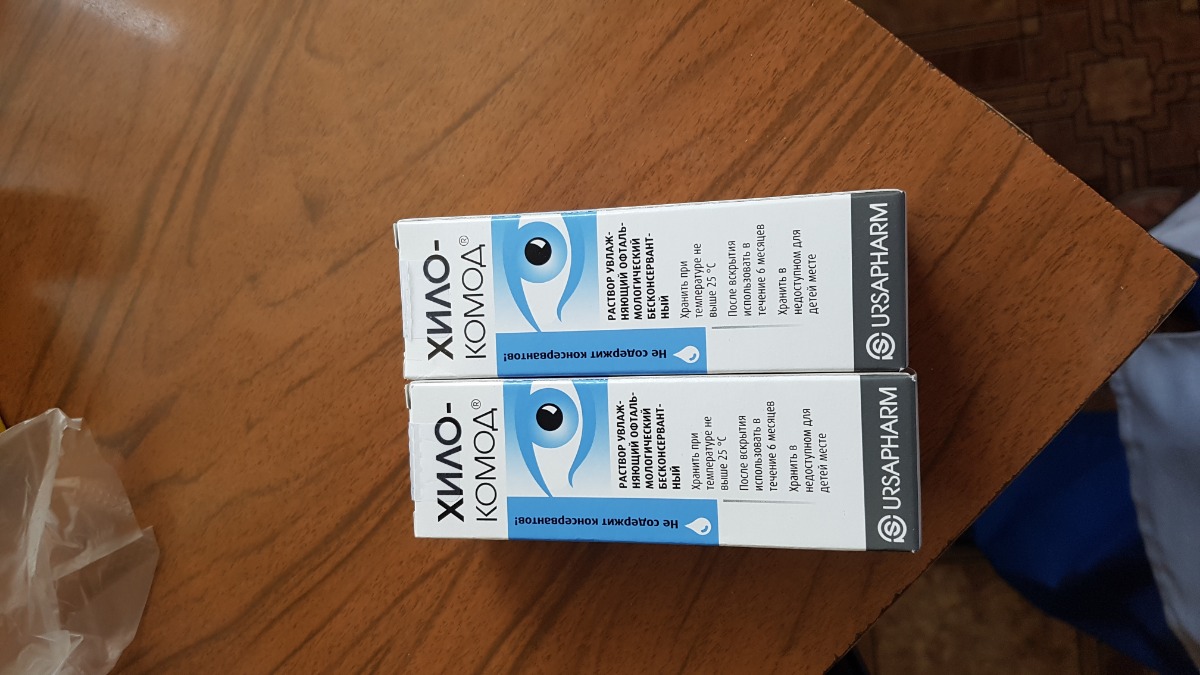 ХИЛО-
КОМОД®
РАСТВОР УВЛАЖ-
НЯЮЩИЙ ОФТАЛЬ-
МОЛОГИЧЕСКИЙ
БЕСКОНСЕРВАНТ-
НЫЙ
Хранить при
температуре не
выше 25 °C
После вскрытия
использовать в
течение 6 месяцев
Хранить в
недоступном для
детей месте
Не содержит консервантов!
URSAPHARM
ХИЛО-
КОМОД®
РАСТВОР УВЛАЖ-
НЯЮЩИЙ ОФТАЛЬ-
МОЛОГИЧЕСКИЙ
БЕСКОНСЕРВАНТ-
НЫЙ
Хранить при
температуре не
выше 25 °C
После вскрытия
использовать в
течение 6 месяцев
Хранить в
недоступном для
детей месте
Не содержит консервантов!
URSAPHARM